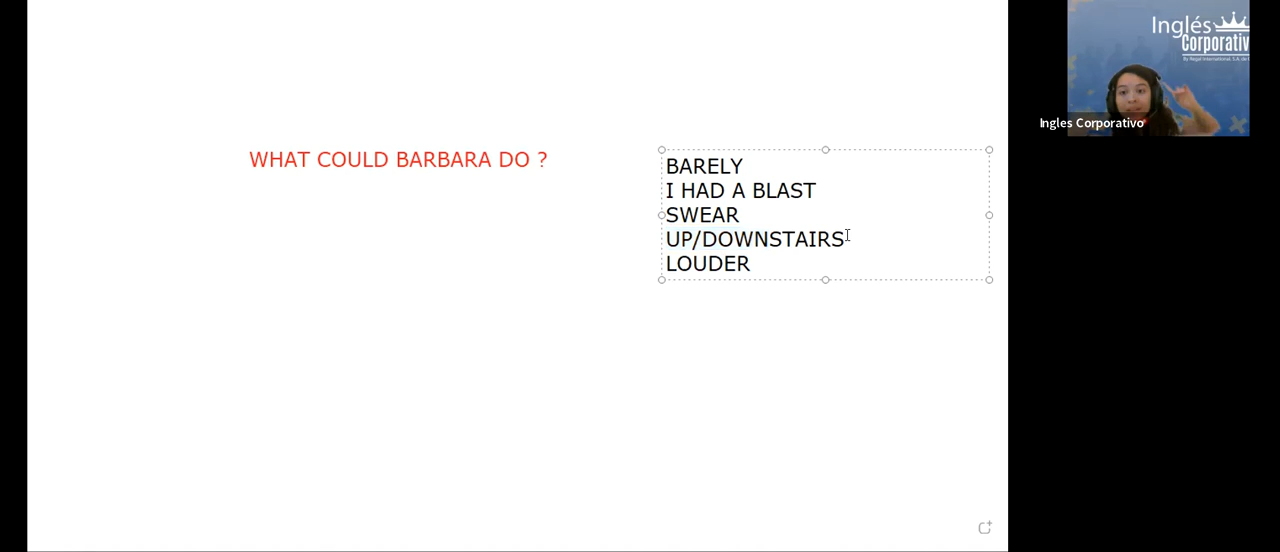 WHAT COULD BARBARA DO ?
BARELY
I HAD A BLAST
SWEAR
UP/DOWNSTAIRS
LOUDER
Inglés
Corporativ
Ingles Corporativo